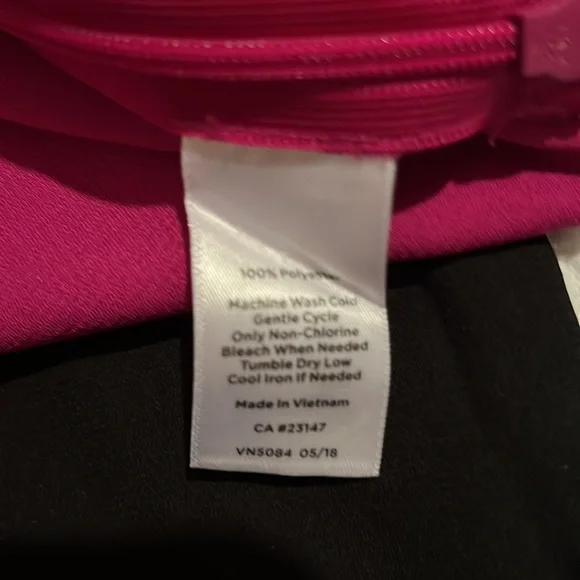 100% Polyester
Machine Wash Cold
Gentle Cycle
Only Non-Chlorine
Bleach When Needed
Tumble Dry Low
Cool Iron If Needed
Made In Vietnam
CA #23147
VN5084 05/18